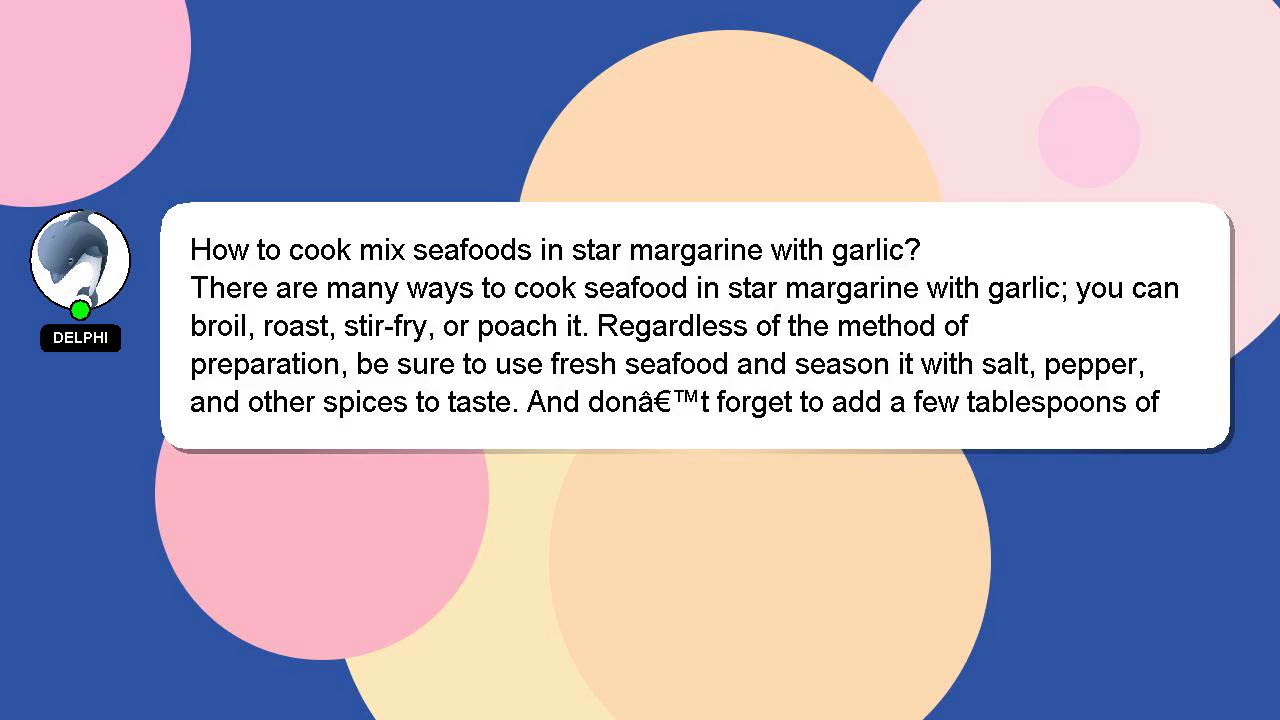 How to cook mix seafoods in star margarine with garlic?
There are many ways to cook seafood in star margarine with garlic; you can
broil, roast, stir-fry, or poach it. Regardless of the method of
preparation, be sure to use fresh seafood and season it with salt, pepper,
and other spices to taste. And donâ€™t forget to add a few tablespoons of
DELPHI